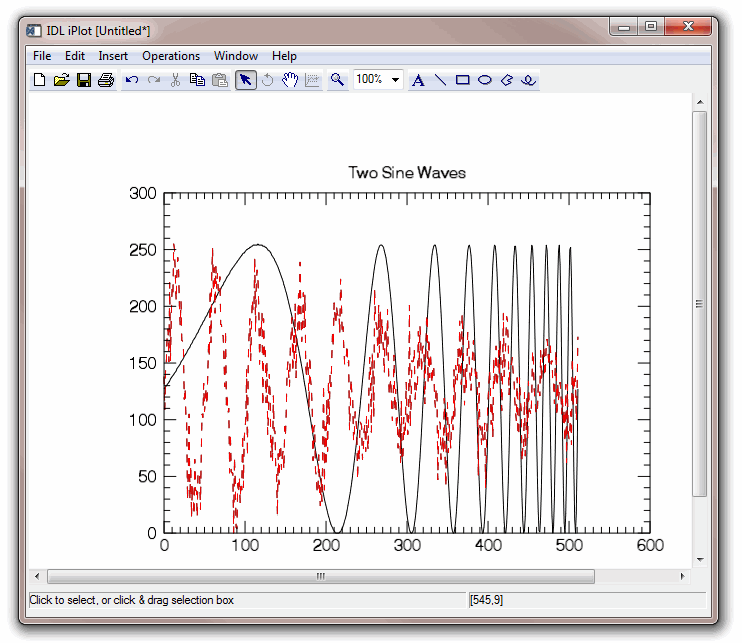 IDL iPlot [Untitled*]
File Edit Insert Operations Window Help
100%
Two Sine Waves
300
250
200
150
100
50
0
0 100 200 300 400 500 600
Click to select, or click & drag selection box [545,9]